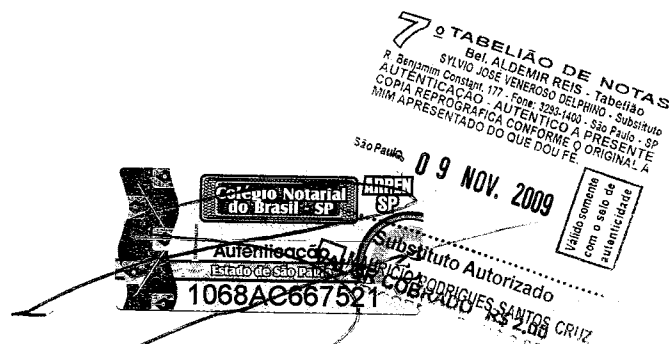 7º TABELIÃO DE NOTAS
Bel. ALDEMIR REIS - Tabelião
SYLVIO JOSÉ VENEROSO DELPHINO - Substituto
R. Benjamim Constant, 177 - Fone: 3293-1400 - São Paulo - SP
AUTENTICAÇÃO - AUTENTICO A PRESENTE
COPIA REPROGRAFICA CONFORME O ORIGINAL A
MIM APRESENTADO DO QUE DOU FÉ.
São Paulo,
09 NOV. 2009
Válido somente
com o selo de
autenticidade
Colégio Notarial
do Brasil - SP
ARPEN
SP
Autenticação
Estado de São Paulo
1068AC667521
Substituto Autorizado
RODRIGUES SANTOS CRUZ
COBRADO R$ 2,00